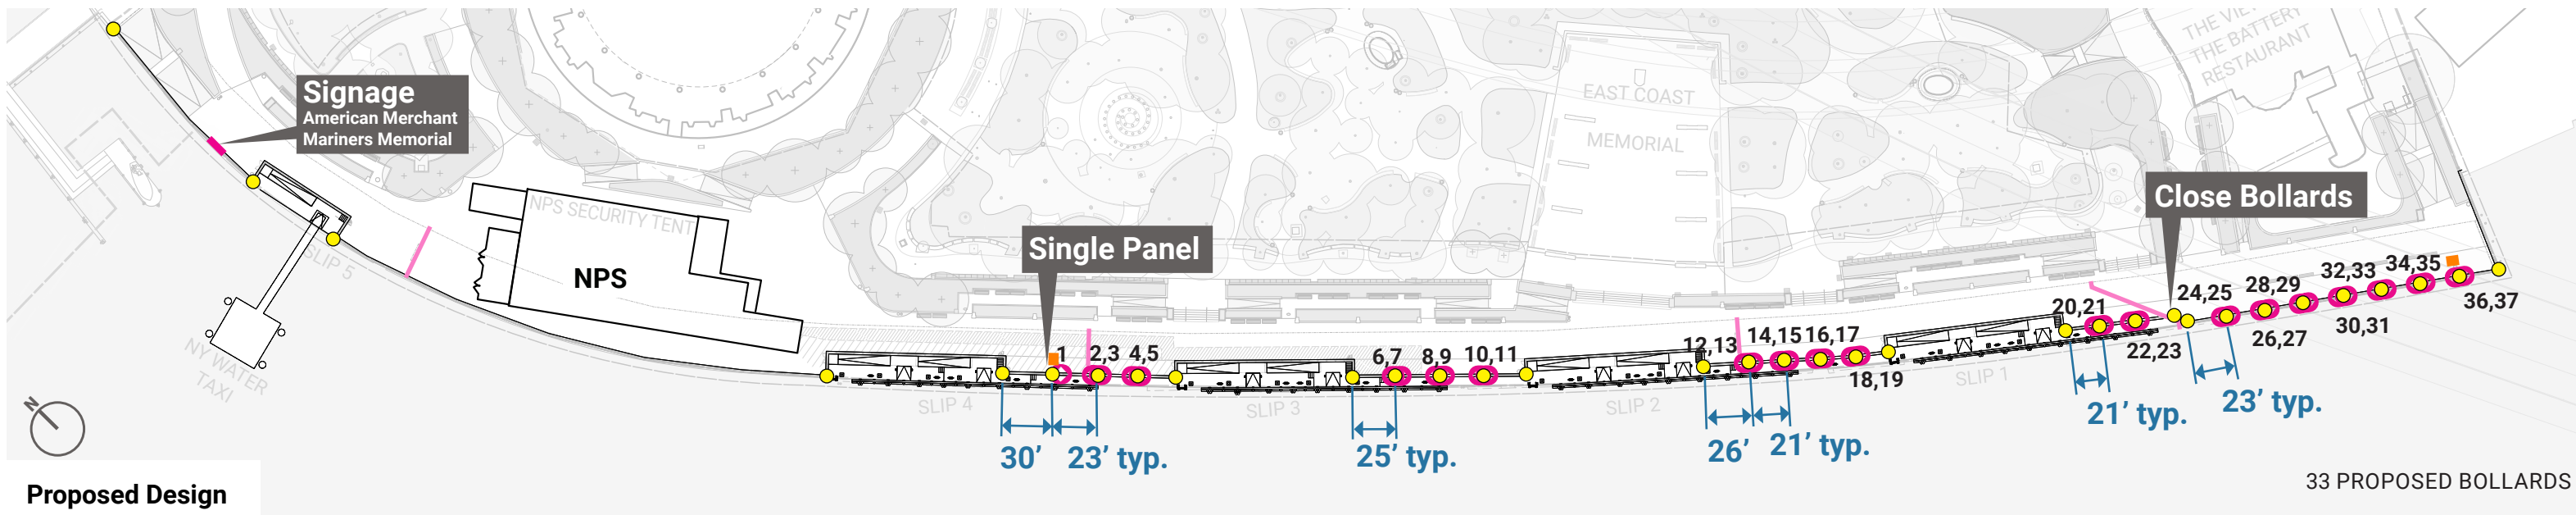 THE VIEW
THE BATTERY
RESTAURANT
Signage
American Merchant
Mariners Memorial
EAST COAST
MEMORIAL
NPS SECURITY TENT
NPS
Close Bollards
Single Panel
SLIP 5
NY WATER
TAXI
N
1
2,3
4,5
6,7
8,9
10,11
12,13
14,15
16,17
18,19
20,21
22,23
24,25
26,27
28,29
30,31
32,33
34,35
36,37
SLIP 4
SLIP 3
SLIP 2
SLIP 1
30’
23’ typ.
25’ typ.
26’
21’ typ.
21’ typ.
23’ typ.
Proposed Design
33 PROPOSED BOLLARDS